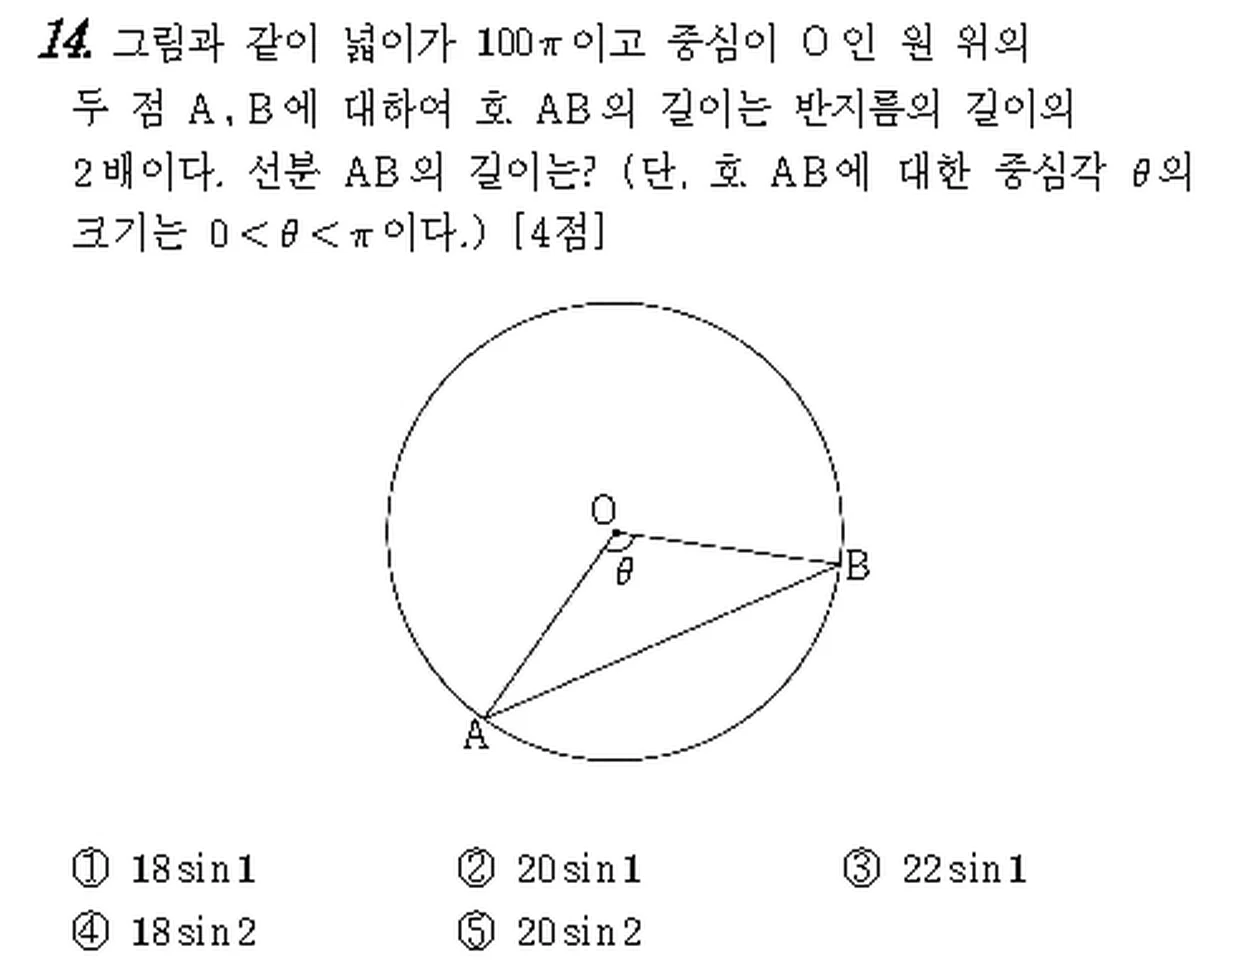 14. 그림과 같이 넓이가 100π이고 중심이 O인 원 위의
두 점 A, B에 대하여 호 AB의 길이는 반지름의 길이의
2배이다. 선분 AB의 길이는? (단, 호 AB에 대한 중심각 θ의
크기는 0<θ<π이다.) [4점]
O
θ
B
A
① 18sin1 ② 20sin1 ③ 22sin1
④ 18sin2 ⑤ 20sin2